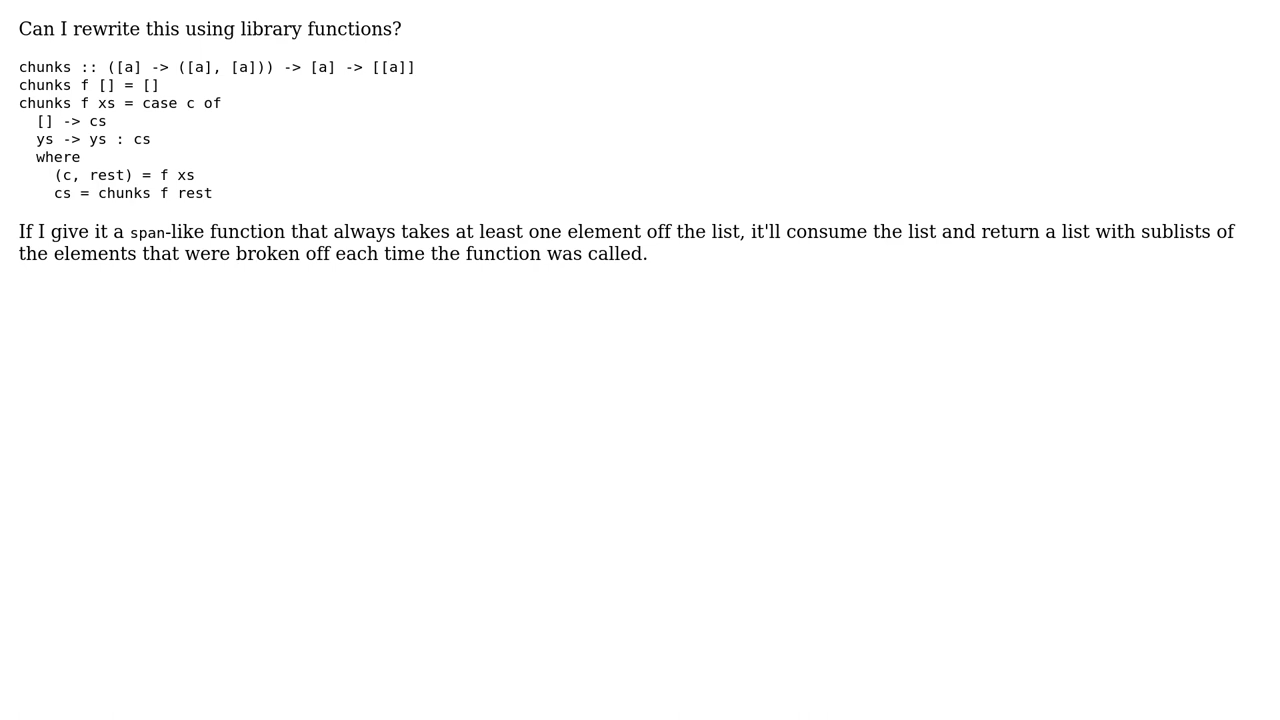 Can I rewrite this using library functions?
chunks :: ([a] -> ([a], [a])) -> [a] -> [[a]]
chunks f [] = []
chunks f xs = case c of
  [] -> cs
  ys -> ys : cs
  where
    (c, rest) = f xs
    cs = chunks f rest
If I give it a span-like function that always takes at least one element off the list, it'll consume the list and return a list with sublists of
the elements that were broken off each time the function was called.